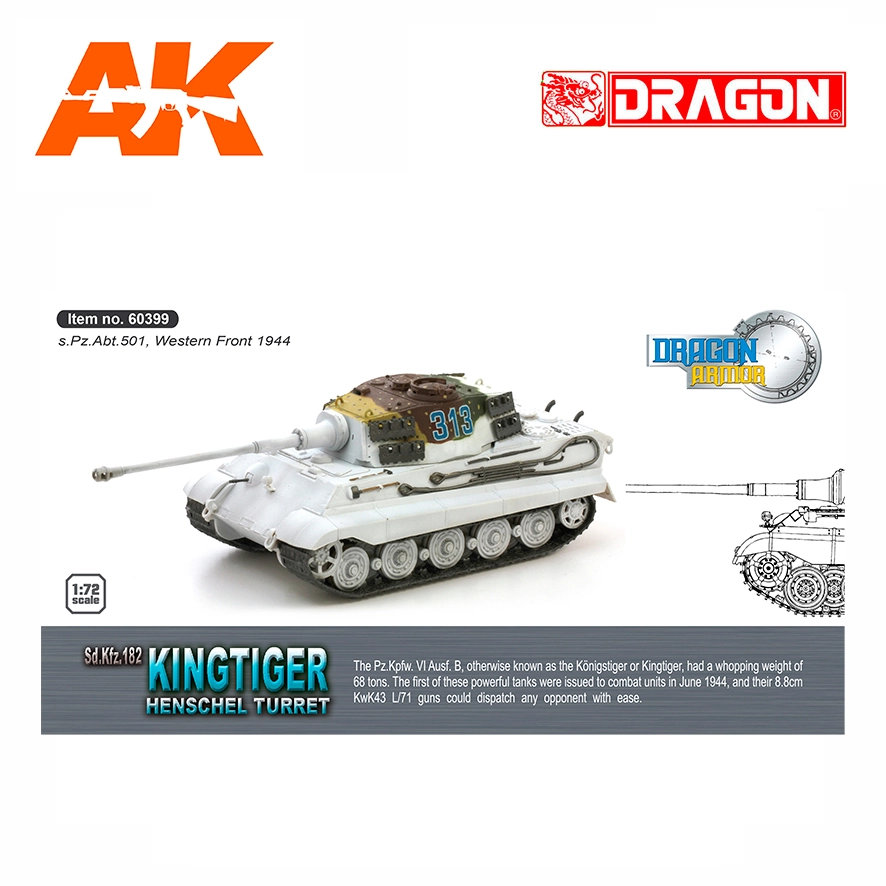 AK
DRAGON®
Item no. 60399
s.Pz.Abt.501, Western Front 1944
DRAGON
ARMOR
313
1:72
scale
Sd.Kfz.182
KINGTIGER
HENSCHEL TURRET
The Pz.Kpfw. VI Ausf. B, otherwise known as the Königstiger or Kingtiger, had a whopping weight of
68 tons. The first of these powerful tanks were issued to combat units in June 1944, and their 8.8cm
KwK43 L/71 guns could dispatch any opponent with ease.